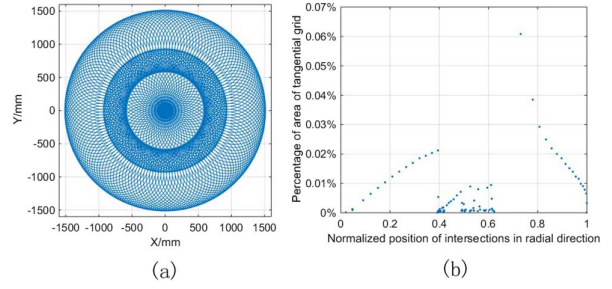 1500
1000
500
0
-500
-1000
-1500
Y/mm
-1500 -1000 -500 0 500 1000 1500
X/mm
(a)
0.07%
0.06%
0.05%
0.04%
0.03%
0.02%
0.01%
0%
Percentage of area of tangential grid
0 0.2 0.4 0.6 0.8 1
Normalized position of intersections in radial direction
(b)